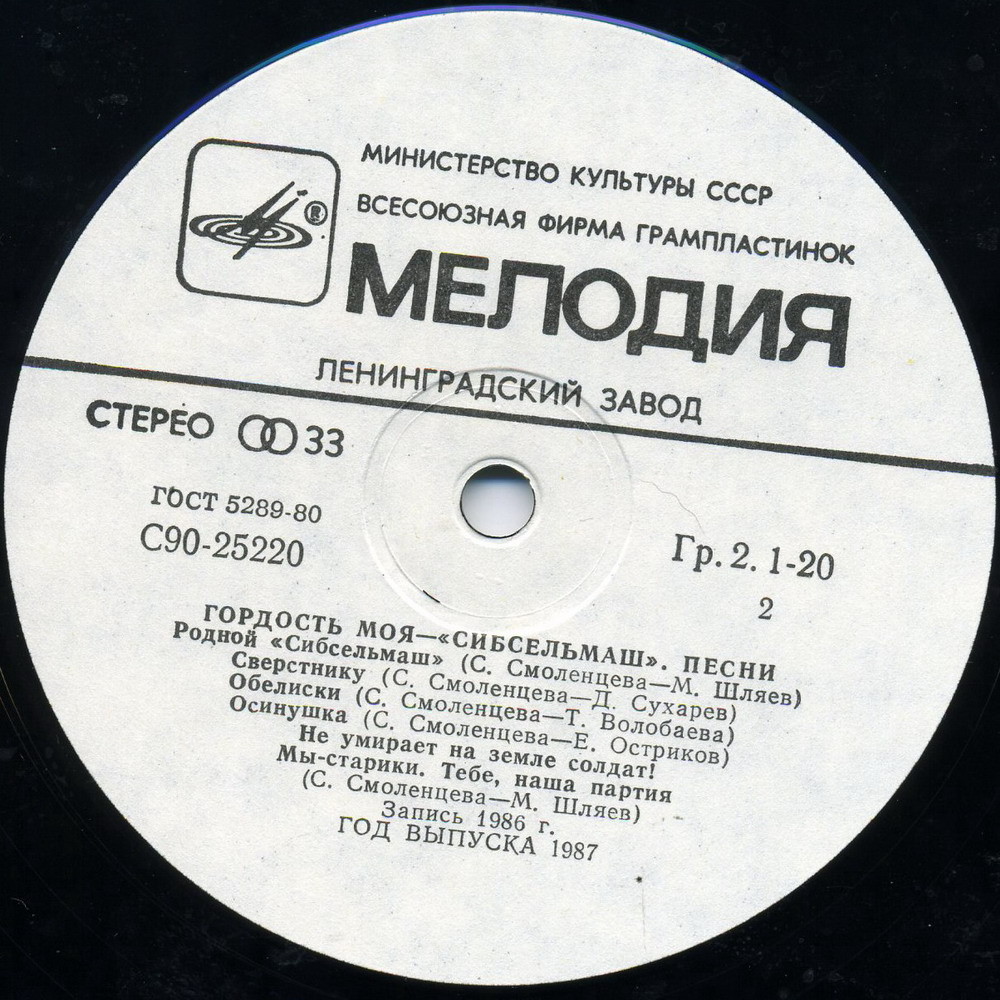 МИНИСТЕРСТВО КУЛЬТУРЫ СССР
ВСЕСОЮЗНАЯ ФИРМА ГРАМПЛАСТИНОК
®
МЕЛОДИЯ
ЛЕНИНГРАДСКИЙ ЗАВОД
СТЕРЕО 33
ГОСТ 5289-80
С90-25220
Гр. 2. 1-20
2
ГОРДОСТЬ МОЯ—«СИБСЕЛЬМАШ». ПЕСНИ
Родной «Сибсельмаш» (С. Смоленцева—М. Шляев)
Сверстнику (С. Смоленцева—Д. Сухарев)
Обелиски (С. Смоленцева—Т. Волобаева)
Осинушка (С. Смоленцева—Е. Остриков)
Не умирает на земле солдат!
Мы-старики. Тебе, наша партия
(С. Смоленцева—М. Шляев)
Запись 1986 г.
ГОД ВЫПУСКА 1987